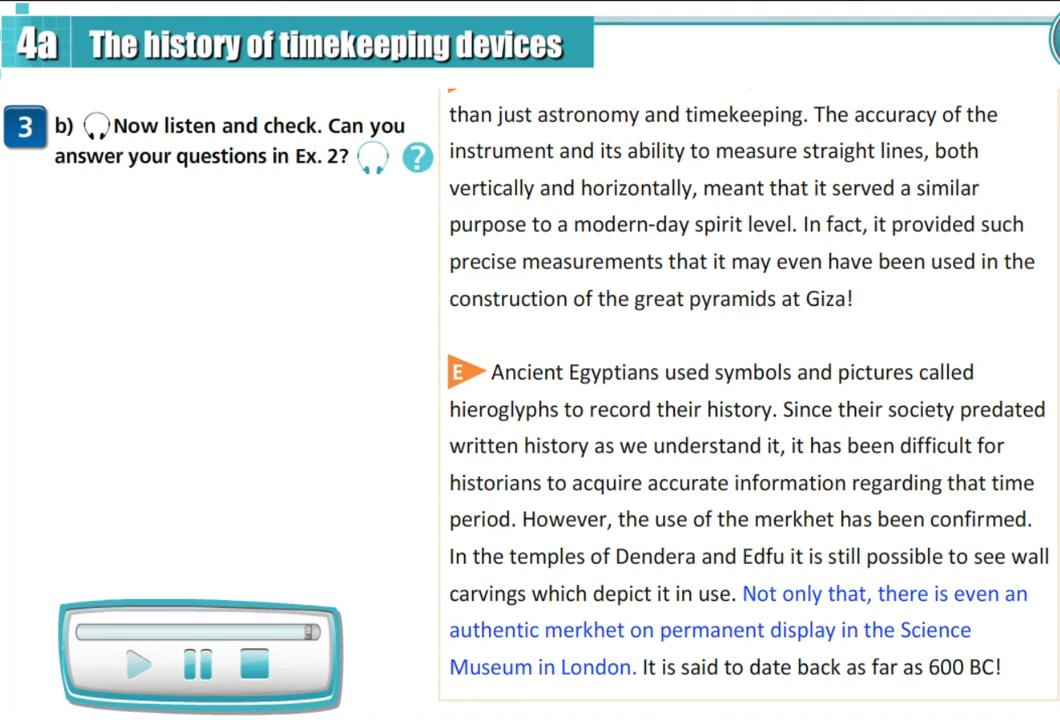 4a The history of timekeeping devices
3 b) Now listen and check. Can you
answer your questions in Ex. 2? ?
than just astronomy and timekeeping. The accuracy of the
instrument and its ability to measure straight lines, both
vertically and horizontally, meant that it served a similar
purpose to a modern-day spirit level. In fact, it provided such
precise measurements that it may even have been used in the
construction of the great pyramids at Giza!
E Ancient Egyptians used symbols and pictures called
hieroglyphs to record their history. Since their society predated
written history as we understand it, it has been difficult for
historians to acquire accurate information regarding that time
period. However, the use of the merkhet has been confirmed.
In the temples of Dendera and Edfu it is still possible to see wall
carvings which depict it in use. Not only that, there is even an
authentic merkhet on permanent display in the Science
Museum in London. It is said to date back as far as 600 BC!